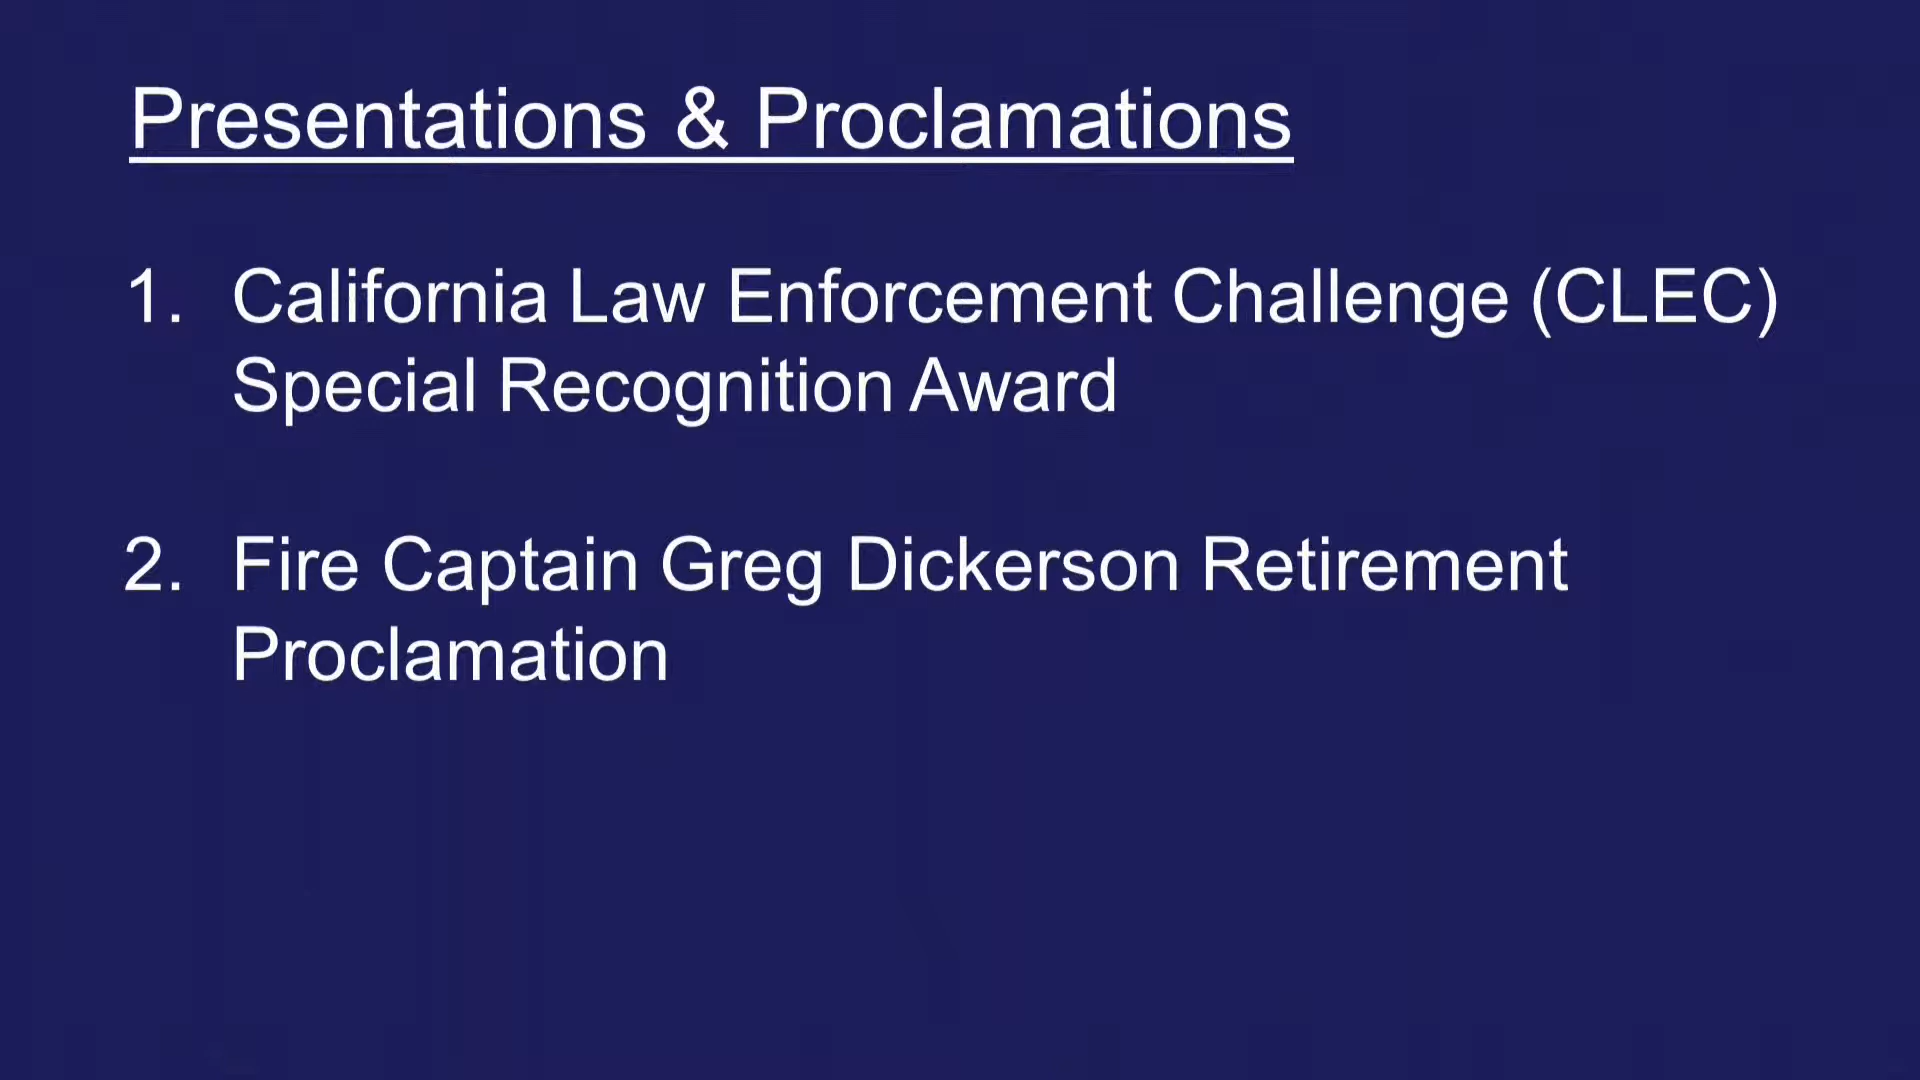 Presentations & Proclamations
1. California Law Enforcement Challenge (CLEC)
Special Recognition Award
2. Fire Captain Greg Dickerson Retirement
Proclamation